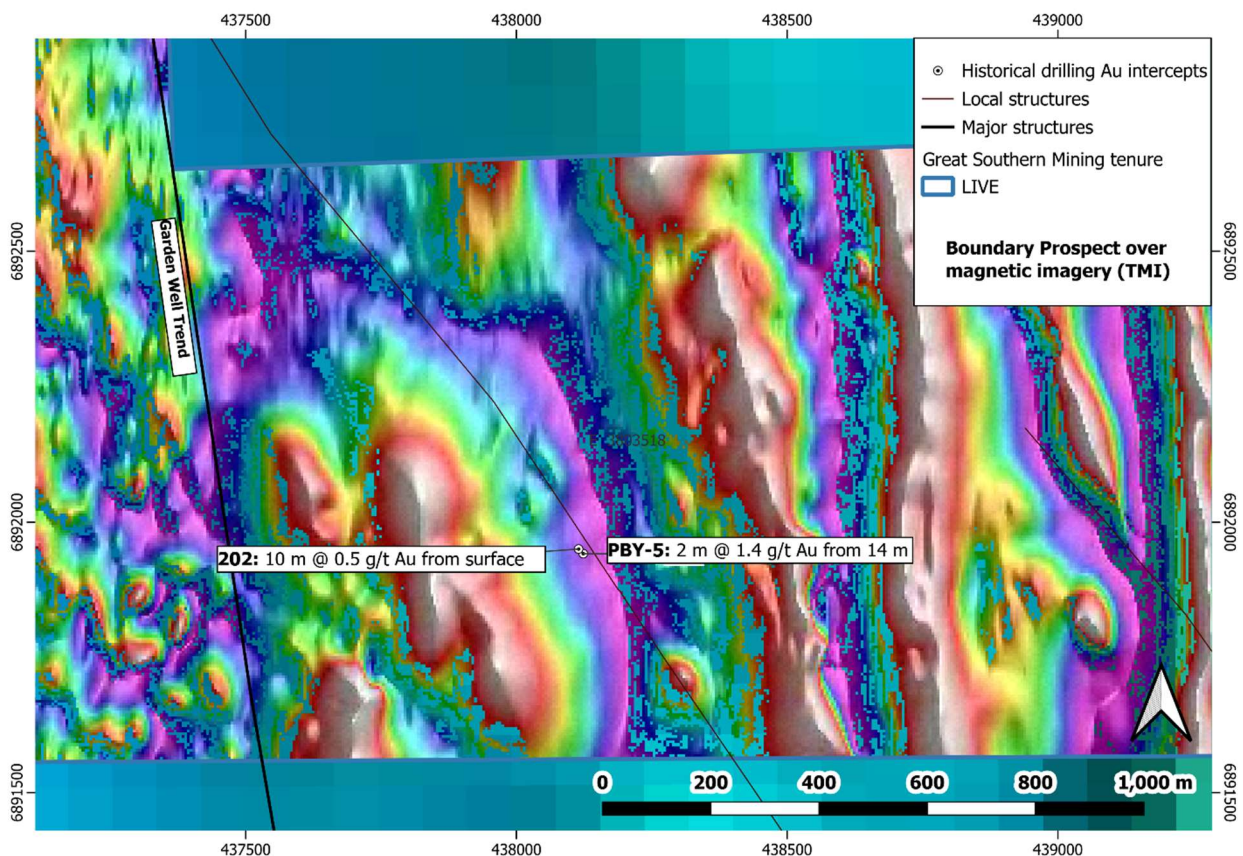 437500
438000
438500
439000
Historical drilling Au intercepts
Local structures
Major structures
Great Southern Mining tenure
LIVE
Boundary Prospect over
magnetic imagery (TMI)
6892500
6892500
Garden Well Trend
6892000
6892000
202: 10 m @ 0.5 g/t Au from surface
PBY-5: 2 m @ 1.4 g/t Au from 14 m
0 200 400 600 800 1,000 m
6891500
6891500
437500
438000
438500
439000